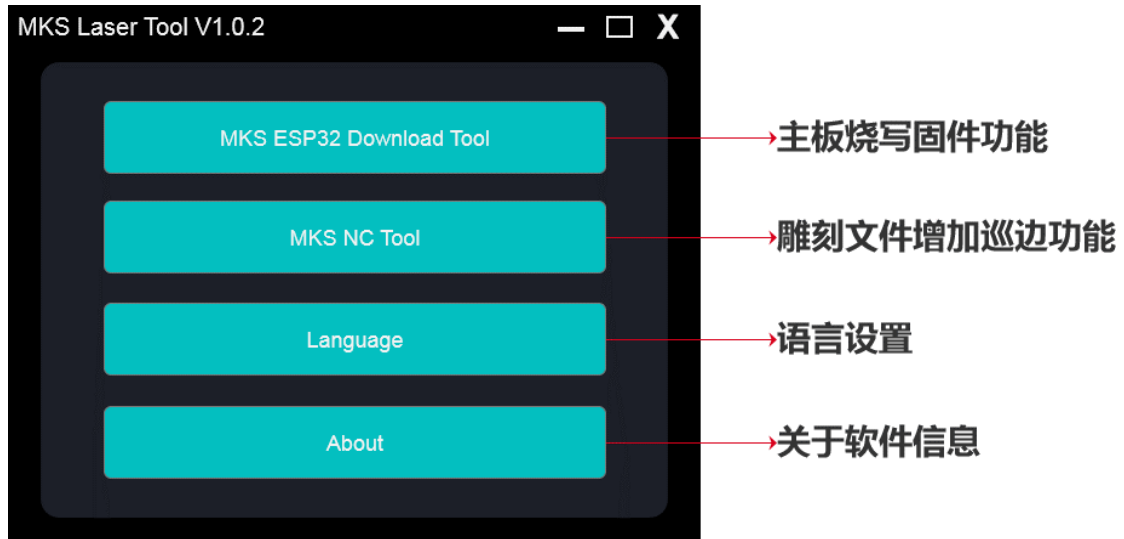 MKS Laser Tool V1.0.2
MKS ESP32 Download Tool
主板烧写固件功能
MKS NC Tool
雕刻文件增加巡边功能
Language
语言设置
About
关于软件信息